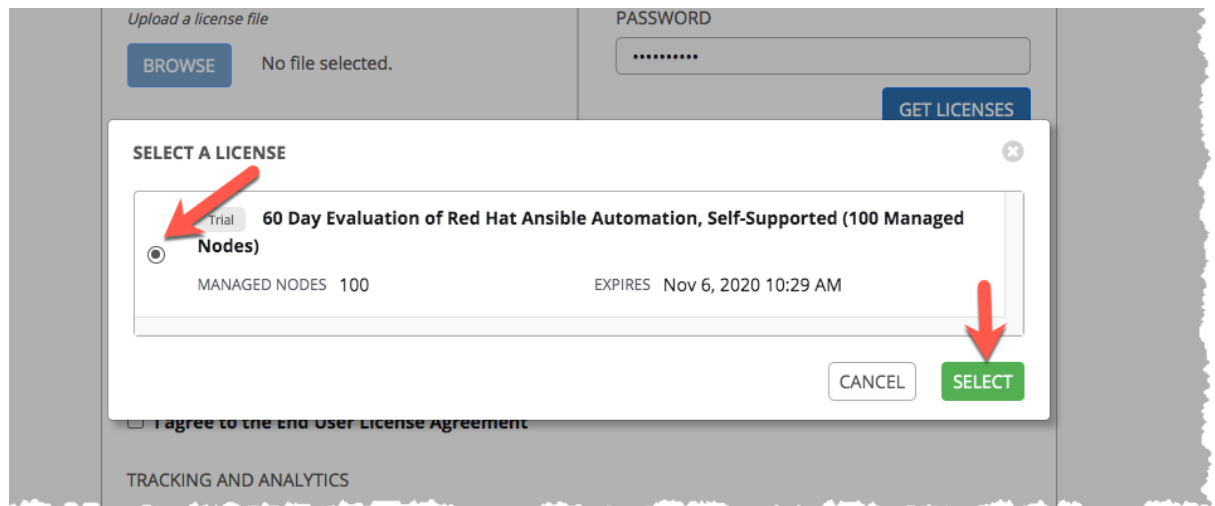 Upload a license file
PASSWORD
BROWSE
No file selected.
••••••••••
GET LICENSES
SELECT A LICENSE
Trial 60 Day Evaluation of Red Hat Ansible Automation, Self-Supported (100 Managed
Nodes)
MANAGED NODES 100
EXPIRES Nov 6, 2020 10:29 AM
CANCEL
SELECT
I agree to the End User License Agreement
TRACKING AND ANALYTICS